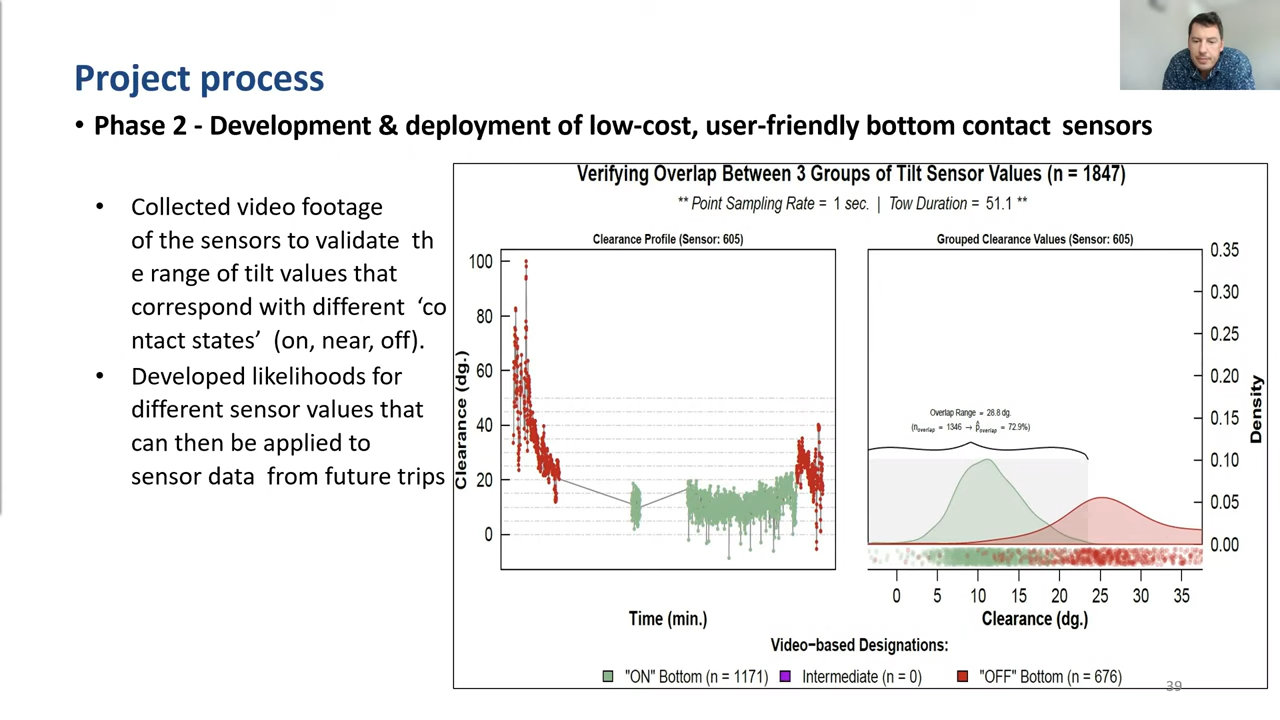 Project process
• Phase 2 - Development & deployment of low-cost, user-friendly bottom contact sensors
• Collected video footage
of the sensors to validate th
e range of tilt values that
correspond with different ‘co
ntact states’ (on, near, off).
• Developed likelihoods for
different sensor values that
can then be applied to
sensor data from future trips
Verifying Overlap Between 3 Groups of Tilt Sensor Values (n = 1847)
** Point Sampling Rate = 1 sec. | Tow Duration = 51.1 **
Clearance Profile (Sensor: 605)
Clearance (dg.)
100
80
60
40
20
0
Time (min.)
Grouped Clearance Values (Sensor: 605)
Overlap Range = 28.8 dg.
(n_overlap = 1346 → p̂_overlap = 72.9%)
0.35
0.30
0.25
0.20
0.15
0.10
0.05
0.00
Density
0 5 10 15 20 25 30 35
Clearance (dg.)
Video−based Designations:
"ON" Bottom (n = 1171) Intermediate (n = 0) "OFF" Bottom (n = 676)
39